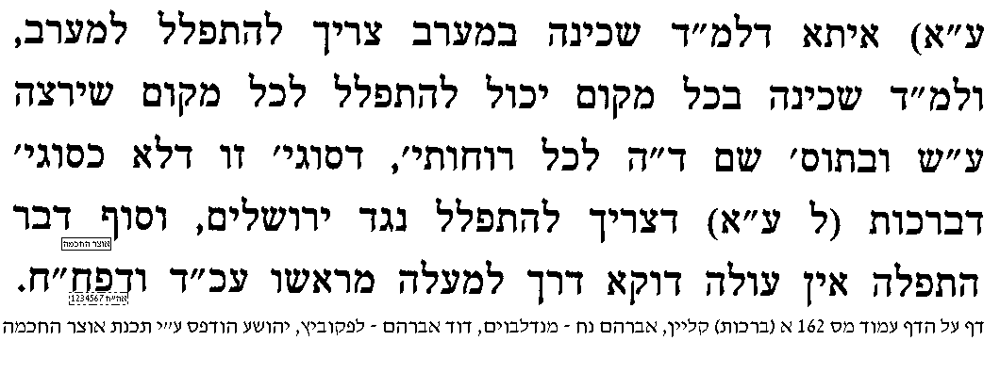 ע״א) איתא דלמ״ד שכינה במערב צריך להתפלל למערב,
ולמ״ד שכינה בכל מקום יכול להתפלל לכל מקום שירצה
ע״ש ובתוס׳ שם ד״ה לכל רוחותי׳, דסוגי׳ זו דלא כסוגי׳
דברכות (ל ע״א) דצריך להתפלל נגד ירושלים, וסוף דבר
אוצר החכמה
התפלה אין עולה דוקא דרך למעלה מראשו עכ״ד ודפח״ח.
אח״ח 1234567
דף על הדף עמוד מס 162 א (ברכות) קליין, אברהם נח - מנדלבוים, דוד אברהם - לפקוביץ, יהושע הודפס ע״י תכנת אוצר החכמה